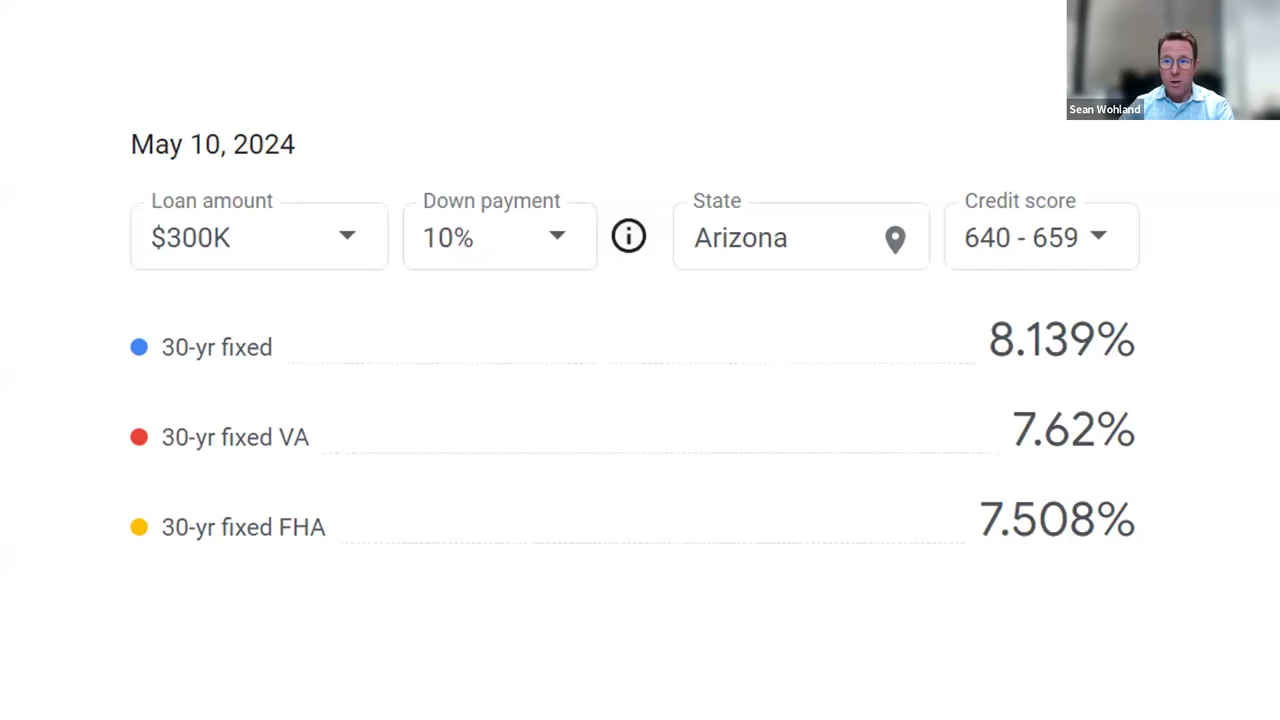 Sean Wohland
May 10, 2024
Loan amount Down payment State Credit score
$300K 10% Arizona 640 - 659
30-yr fixed 8.139%
30-yr fixed VA 7.62%
30-yr fixed FHA 7.508%